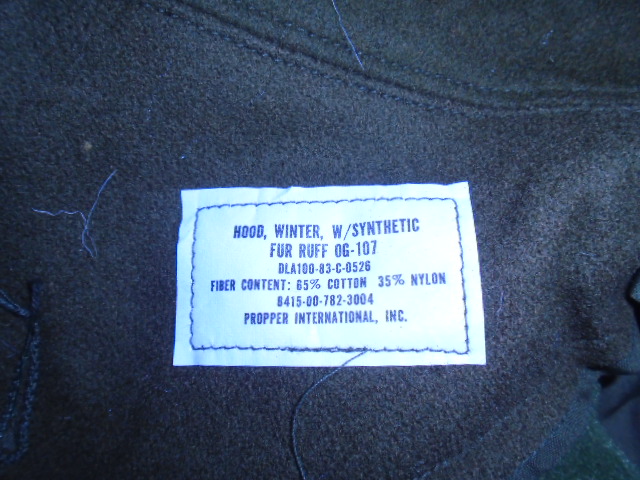 HOOD, WINTER, W/SYNTHETIC
FUR RUFF OG-107
DLA100-83-C-0526
FIBER CONTENT: 65% COTTON 35% NYLON
8415-00-782-3004
PROPPER INTERNATIONAL, INC.